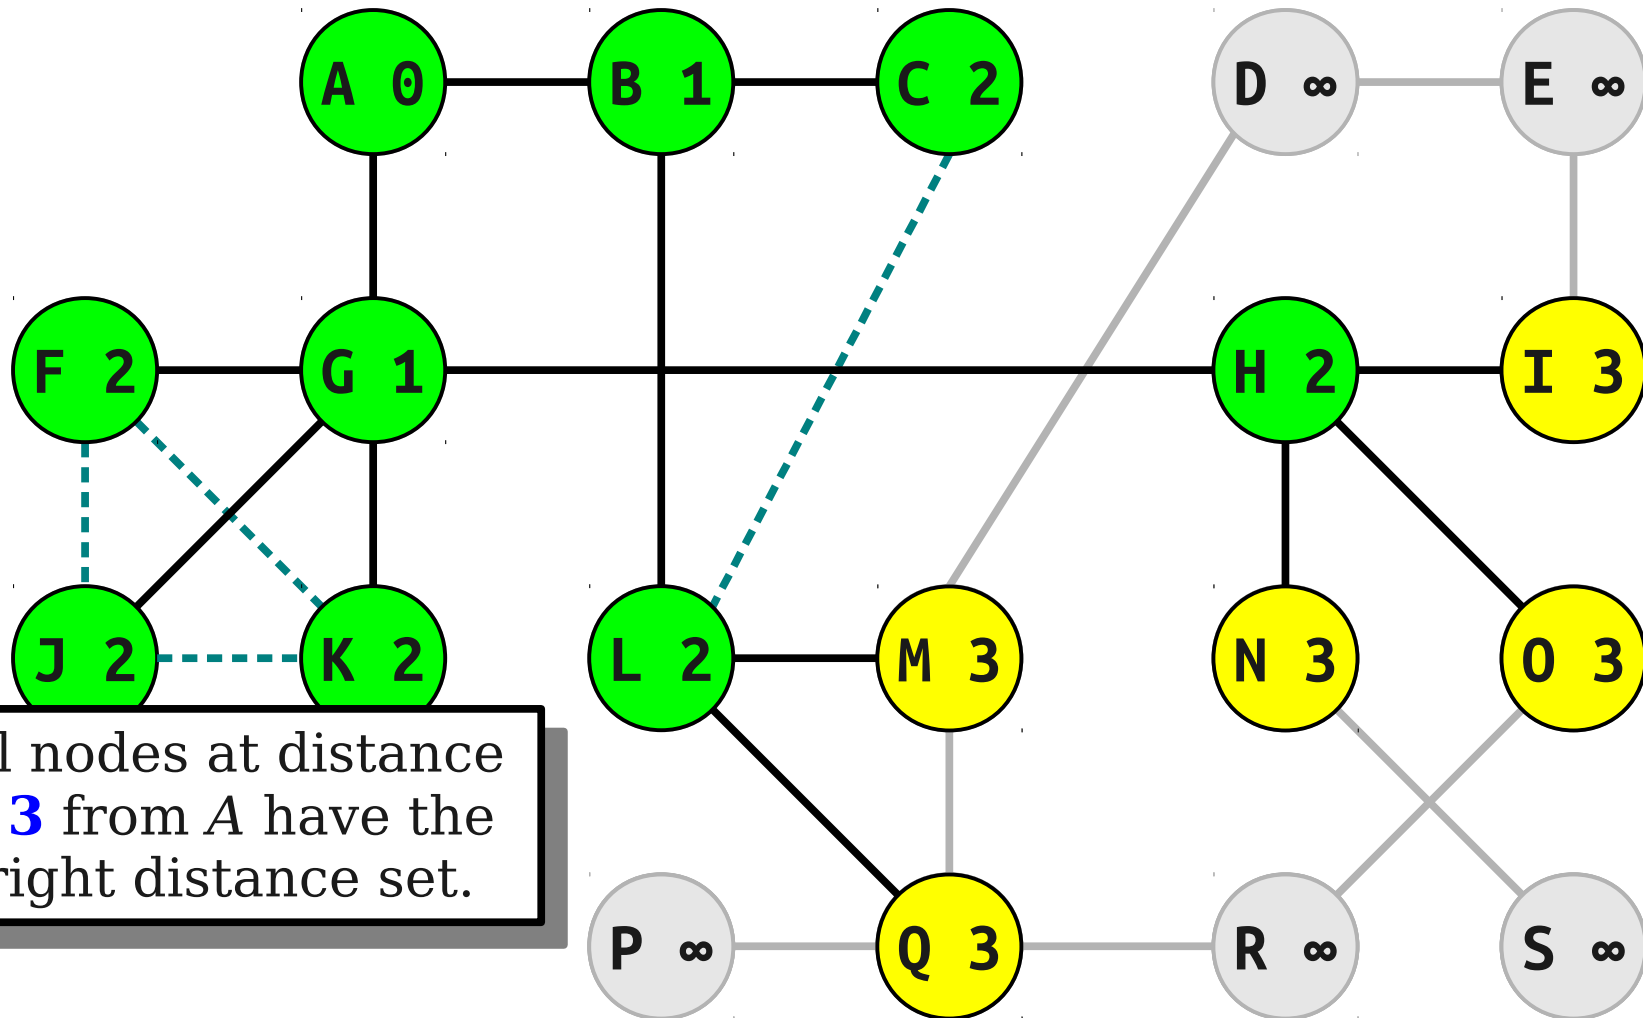 A 0 B 1 C 2 D ∞ E ∞
F 2 G 1 H 2 I 3
J 2 K 2 L 2 M 3 N 3 O 3
nodes at distance
3 from A have the
right distance set.
P ∞ Q 3 R ∞ S ∞